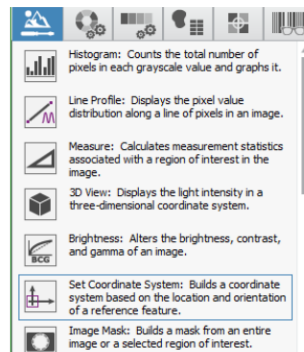 Histogram: Counts the total number of
pixels in each grayscale value and graphs it.
Line Profile: Displays the pixel value
distribution along a line of pixels in an image.
Measure: Calculates measurement statistics
associated with a region of interest in the
image.
3D View: Displays the light intensity in a
three-dimensional coordinate system.
Brightness: Alters the brightness, contrast,
and gamma of an image.
BCG
Set Coordinate System: Builds a coordinate
system based on the location and orientation
of a reference feature.
Image Mask: Builds a mask from an entire
image or a selected region of interest.